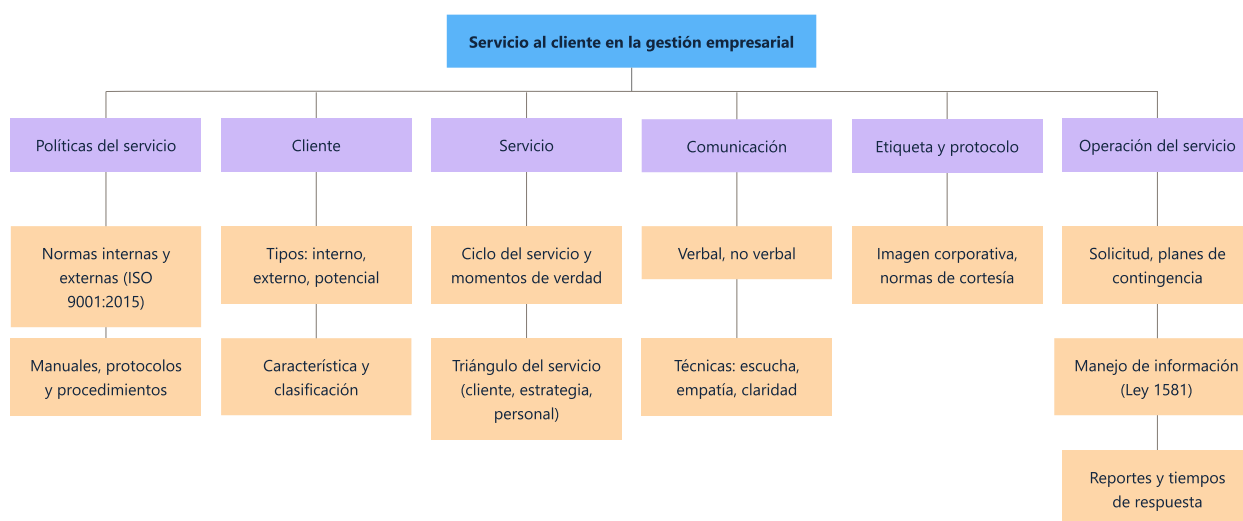 Servicio al cliente en la gestión empresarial
Políticas del servicio
Cliente
Servicio
Comunicación
Etiqueta y protocolo
Operación del servicio
Normas internas y
externas (ISO
9001:2015)
Tipos: interno,
externo, potencial
Ciclo del servicio y
momentos de verdad
Verbal, no verbal
Imagen corporativa,
normas de cortesía
Solicitud, planes de
contingencia
Manuales, protocolos
y procedimientos
Característica y
clasificación
Triángulo del servicio
(cliente, estrategia,
personal)
Técnicas: escucha,
empatía, claridad
Manejo de información
(Ley 1581)
Reportes y tiempos
de respuesta